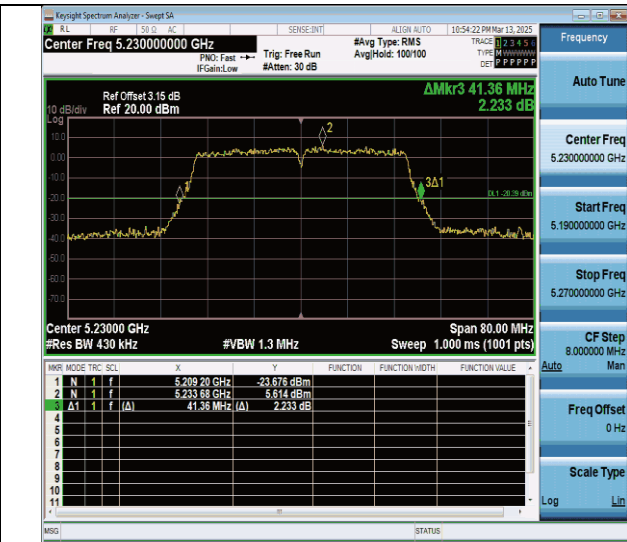 Keysight Spectrum Analyzer - Swept SA
RL RF 50 Ω AC SENSE:INT ALIGN AUTO 10:54:22 PM Mar 13, 2025
Center Freq 5.230000000 GHz
PNO: Fast
IFGain:Low
Trig: Free Run
#Atten: 30 dB
#Avg Type: RMS
Avg|Hold: 100/100
TRACE 1 2 3 4 5 6
TYPE M WWWWW
DET P P P P P P
Frequency
Auto Tune
Center Freq
5.230000000 GHz
Start Freq
5.190000000 GHz
Stop Freq
5.270000000 GHz
CF Step
8.000000 MHz
Auto Man
Freq Offset
0 Hz
Scale Type
Log Lin
ΔMkr3 41.36 MHz
2.233 dB
Ref Offset 3.15 dB
Ref 20.00 dBm
10 dB/div
Log
10.0
0.00
-10.0
-20.0
-30.0
-40.0
-50.0
-60.0
-70.0
2
3Δ1
DL1 -20.39 dBm
Center 5.23000 GHz Span 80.00 MHz
#Res BW 430 kHz #VBW 1.3 MHz Sweep 1.000 ms (1001 pts)
MKR MODE TRC SCL X Y FUNCTION FUNCTION WIDTH FUNCTION VALUE
1 N 1 f 5.209 20 GHz -23.676 dBm
2 N 1 f 5.233 68 GHz 5.614 dBm
3 Δ1 1 f (Δ) 41.36 MHz (Δ) 2.233 dB
4
5
6
7
8
9
10
11
MSG STATUS